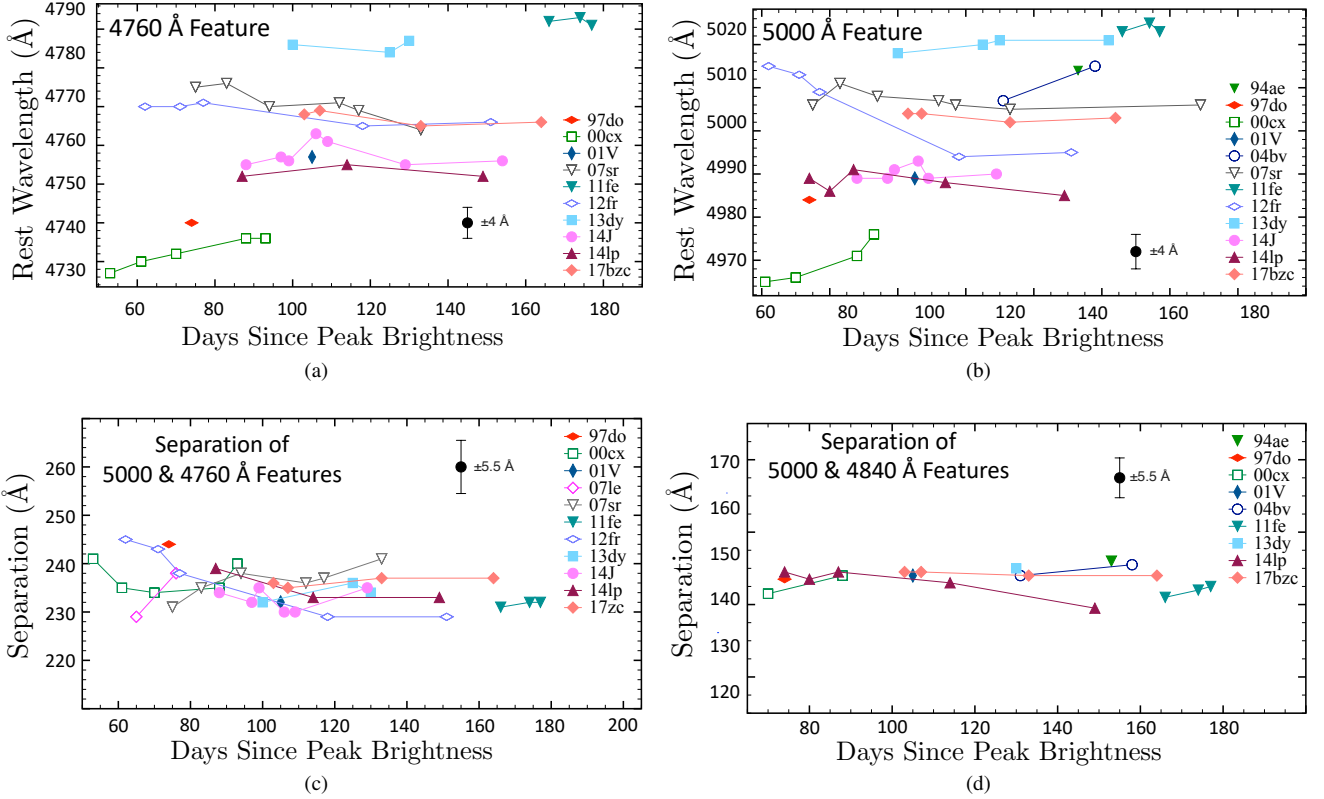 4760 Å Feature
Rest Wavelength (Å)
4790
4780
4770
4760
4750
4740
4730
±4 Å
97do
00cx
01V
07sr
11fe
12fr
13dy
14J
14lp
17bzc
100 120 140 160 180
Days Since Peak Brightness
(a)
5000 Å Feature
Rest Wavelength (Å)
5020
5010
5000
4990
4980
4970
±4 Å
94ae
97do
00cx
01V
04bv
07sr
11fe
12fr
13dy
14J
14lp
17bzc
60 80 100 120 140 160 180
Days Since Peak Brightness
(b)
Separation of
5000 & 4760 Å Features
Separation (Å)
260
250
240
230
220
±5.5 Å
97do
00cx
01V
07le
07sr
11fe
12fr
13dy
14J
14lp
17zc
60 80 100 120 140 160 180 200
Days Since Peak Brightness
(c)
Separation of
5000 & 4840 Å Features
Separation (Å)
170
160
150
140
130
120
±5.5 Å
94ae
97do
00cx
01V
04bv
11fe
13dy
14lp
17bzc
80 100 120 140 160 180
Days Since Peak Brightness
(d)